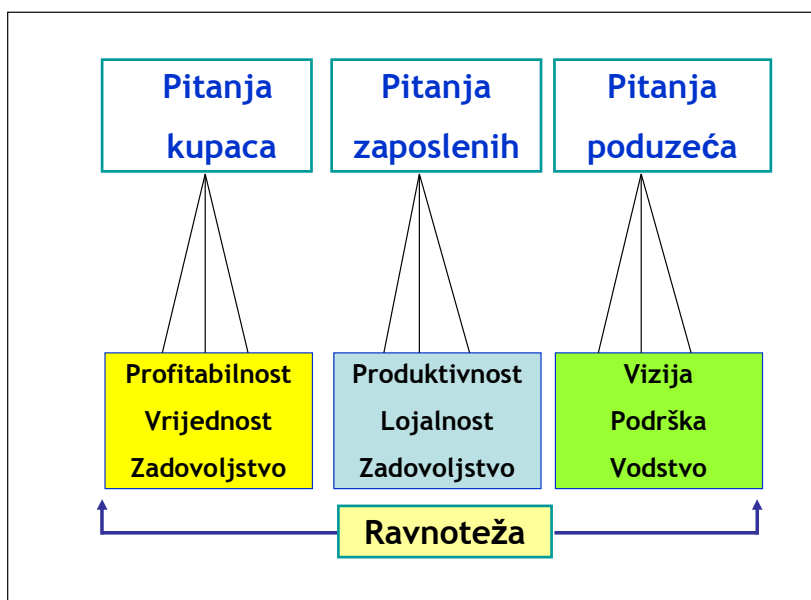 Pitanja
kupaca
Pitanja
zaposlenih
Pitanja
poduzeća
Profitabilnost
Vrijednost
Zadovoljstvo
Produktivnost
Lojalnost
Zadovoljstvo
Vizija
Podrška
Vodstvo
Ravnoteža